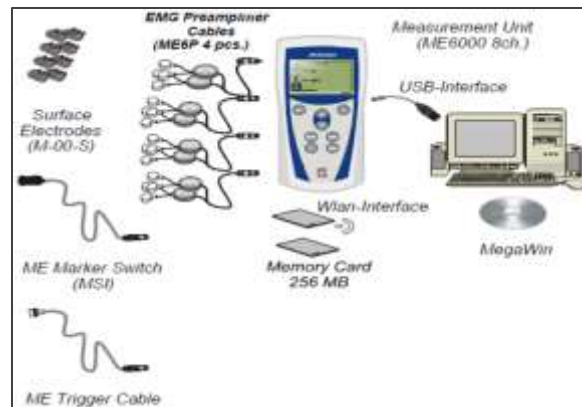 EMG Preampliner
Cables
(ME6P 4 pcs.)
Measurement Unit
(ME6000 8ch.)
USB-Interface
Surface
Electrodes
(M-00-S)
Wlan-Interface
Memory Card
256 MB
MegaWin
ME Marker Switch
(MSI)
ME Trigger Cable